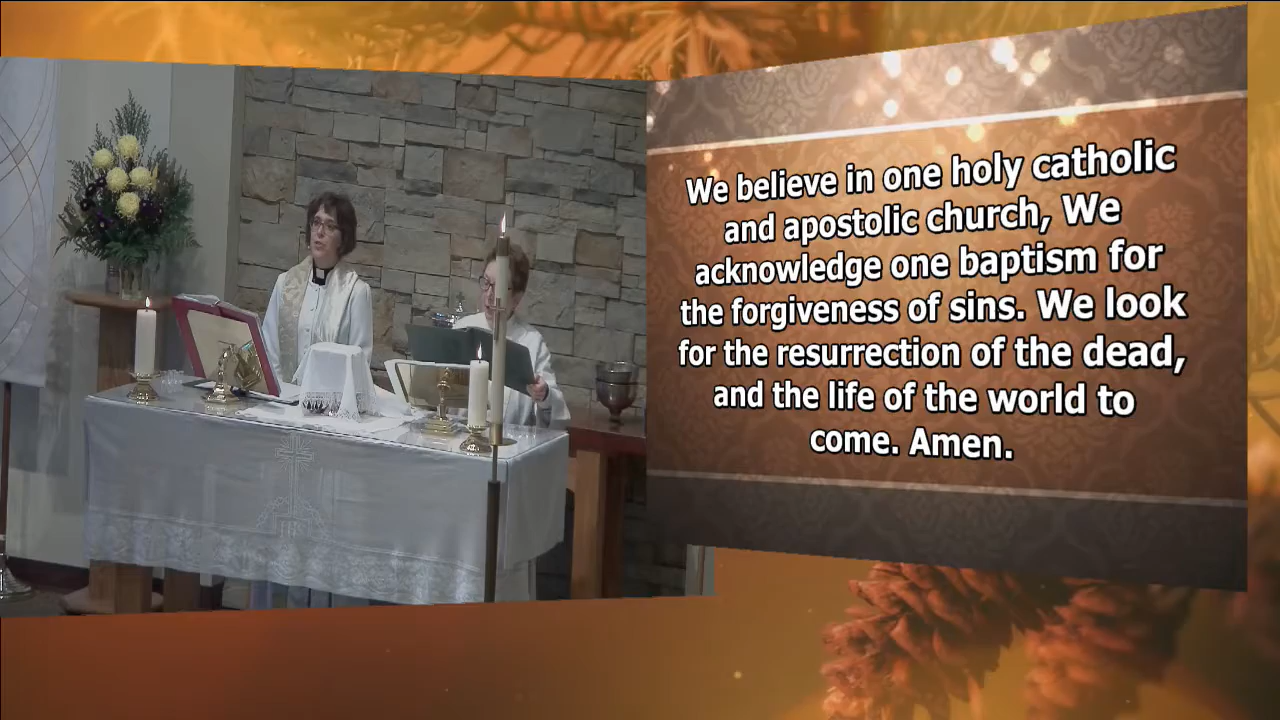 We believe in one holy catholic
and apostolic church, We
acknowledge one baptism for
the forgiveness of sins. We look
for the resurrection of the dead,
and the life of the world to
come. Amen.
IHS